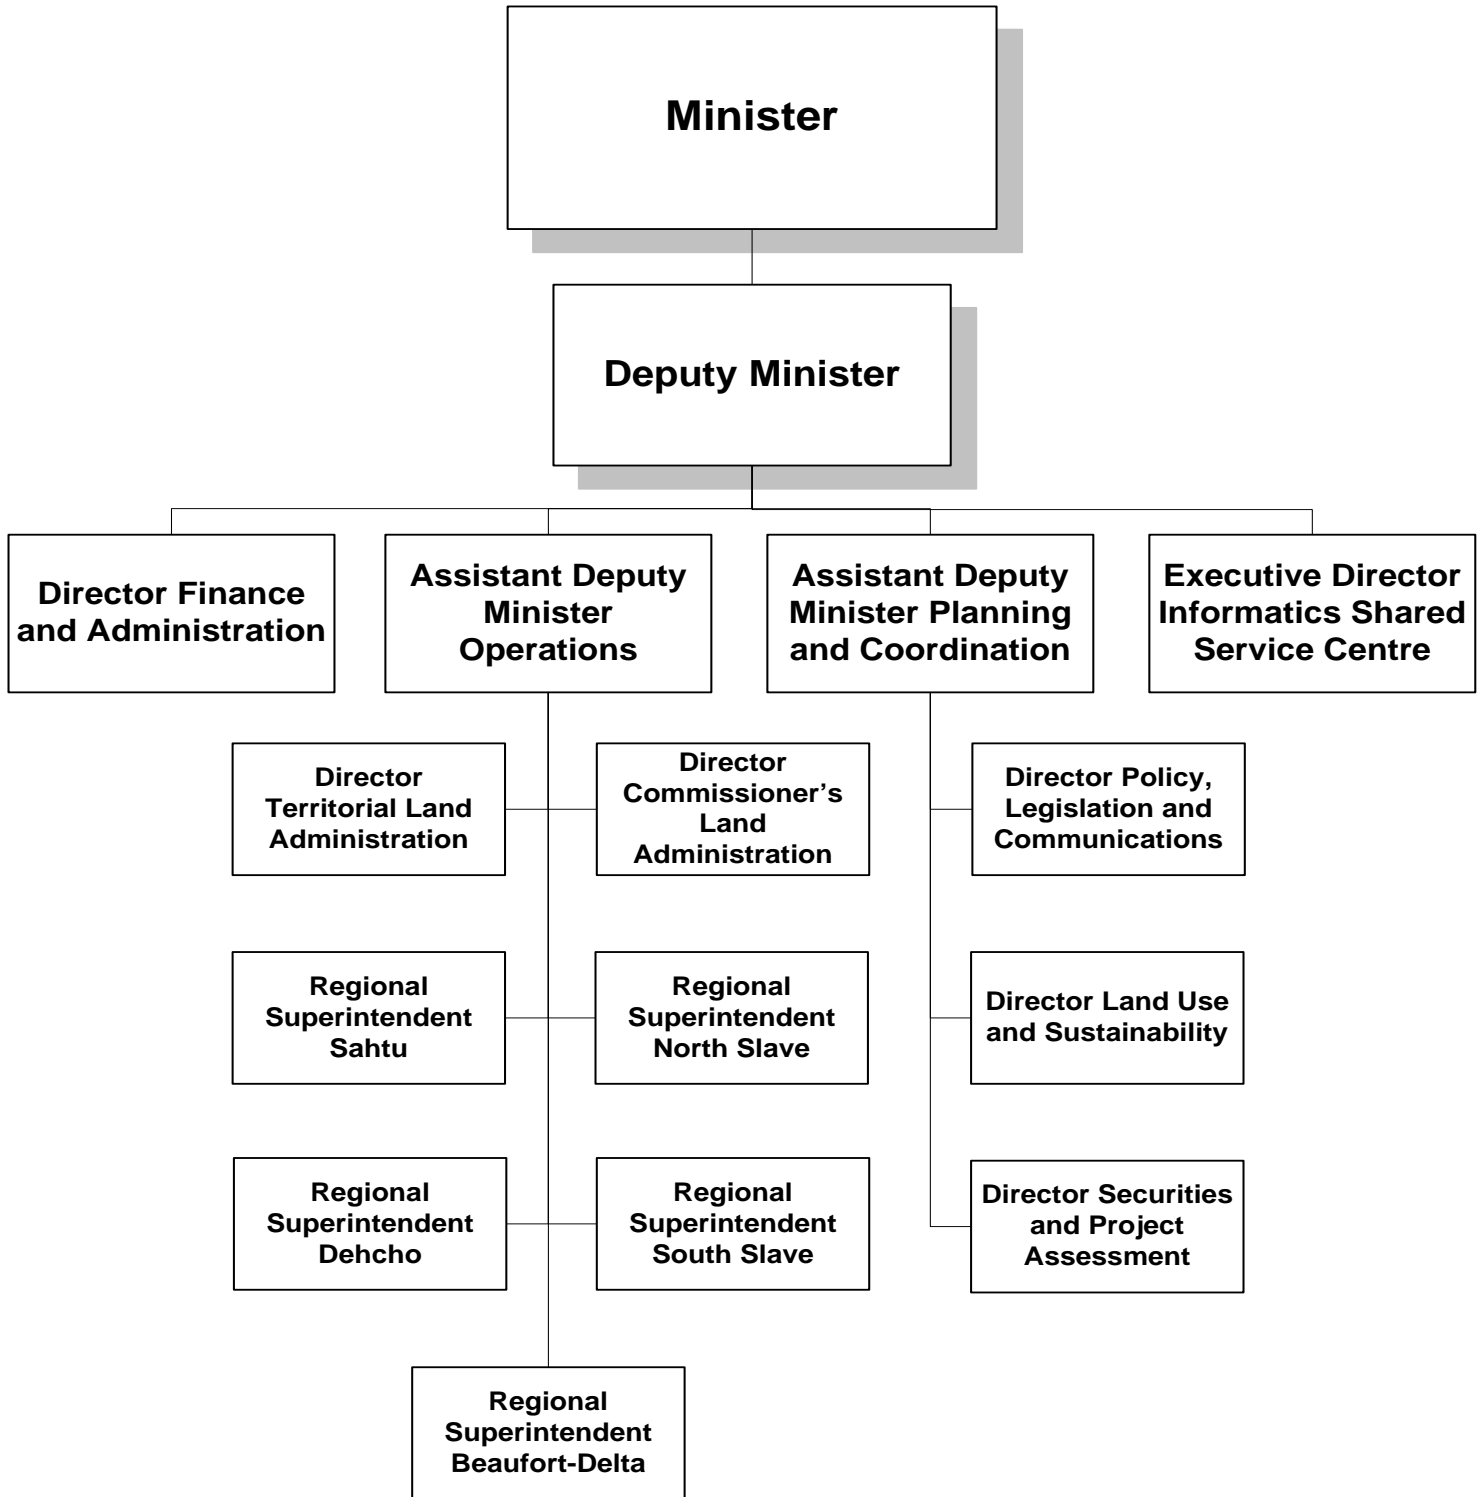 Minister
Deputy Minister
Director Finance
and Administration
Assistant Deputy
Minister
Operations
Assistant Deputy
Minister Planning
and Coordination
Executive Director
Informatics Shared
Service Centre
Director
Territorial Land
Administration
Director
Commissioner’s
Land
Administration
Director Policy,
Legislation and
Communications
Regional
Superintendent
Sahtu
Regional
Superintendent
North Slave
Director Land Use
and Sustainability
Regional
Superintendent
Dehcho
Regional
Superintendent
South Slave
Director Securities
and Project
Assessment
Regional
Superintendent
Beaufort-Delta